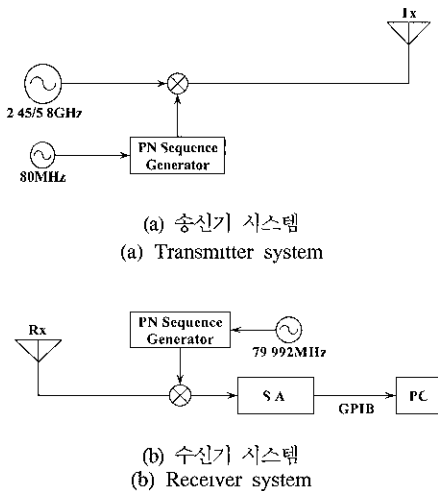 Tx
2 45/5 8GHz
PN Sequence
Generator
80MHz
(a) 송신기 시스템
(a) Transmitter system
Rx
PN Sequence
Generator
79 992MHz
S A
GPIB
PC
(b) 수신기 시스템
(b) Receiver system